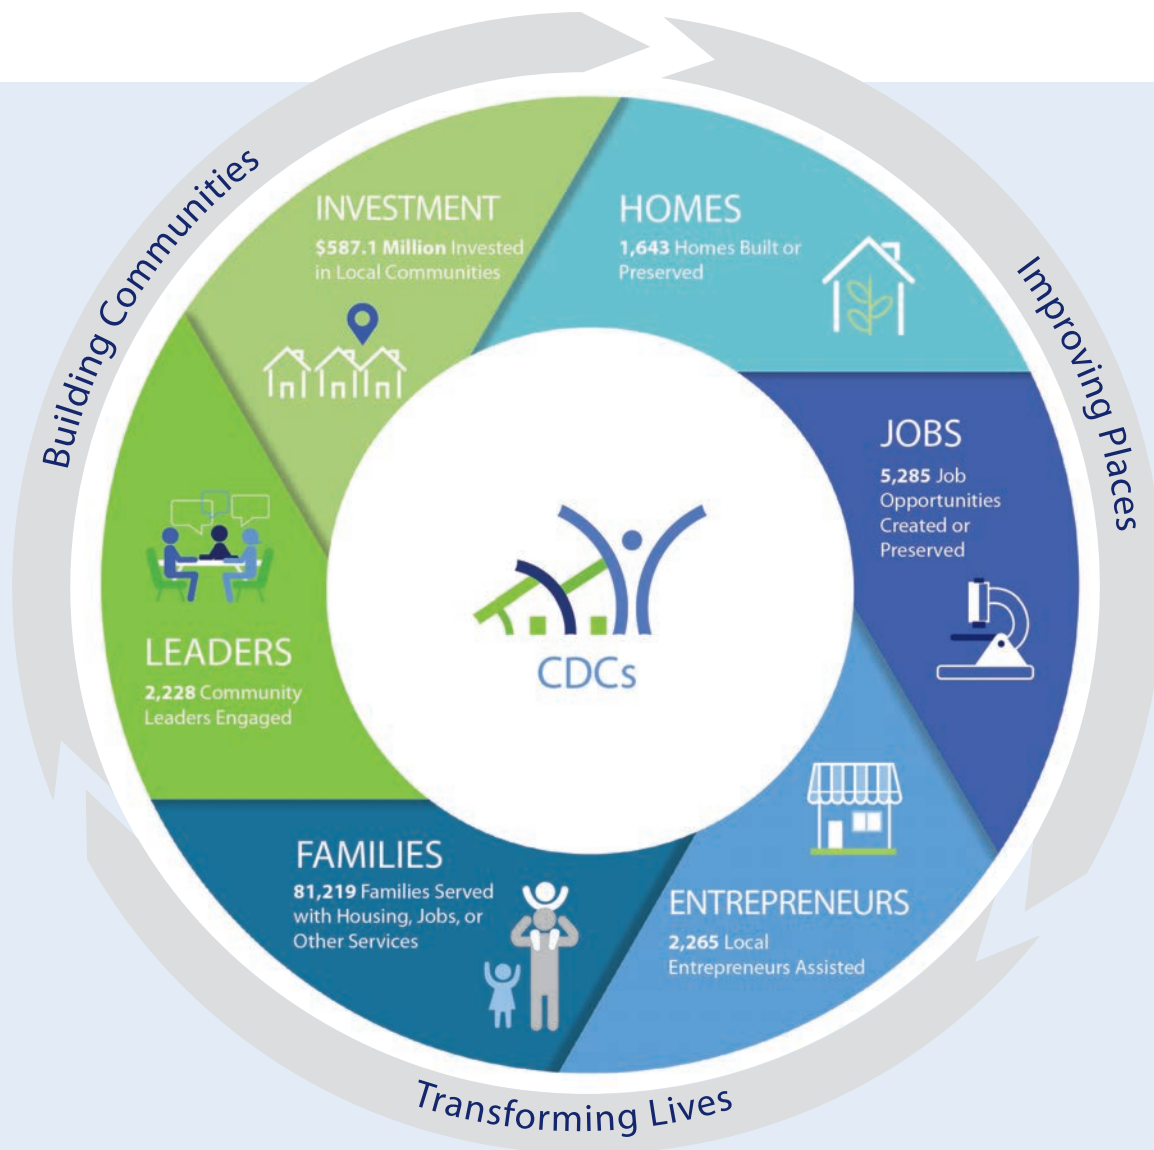 Building Communities
INVESTMENT
$587.1 Million Invested
in Local Communities
HOMES
1,643 Homes Built or
Preserved
Improving Places
JOBS
5,285 Job
Opportunities
Created or
Preserved
LEADERS
2,228 Community
Leaders Engaged
CDCs
FAMILIES
81,219 Families Served
with Housing, Jobs, or
Other Services
ENTREPRENEURS
2,265 Local
Entrepreneurs Assisted
Transforming Lives